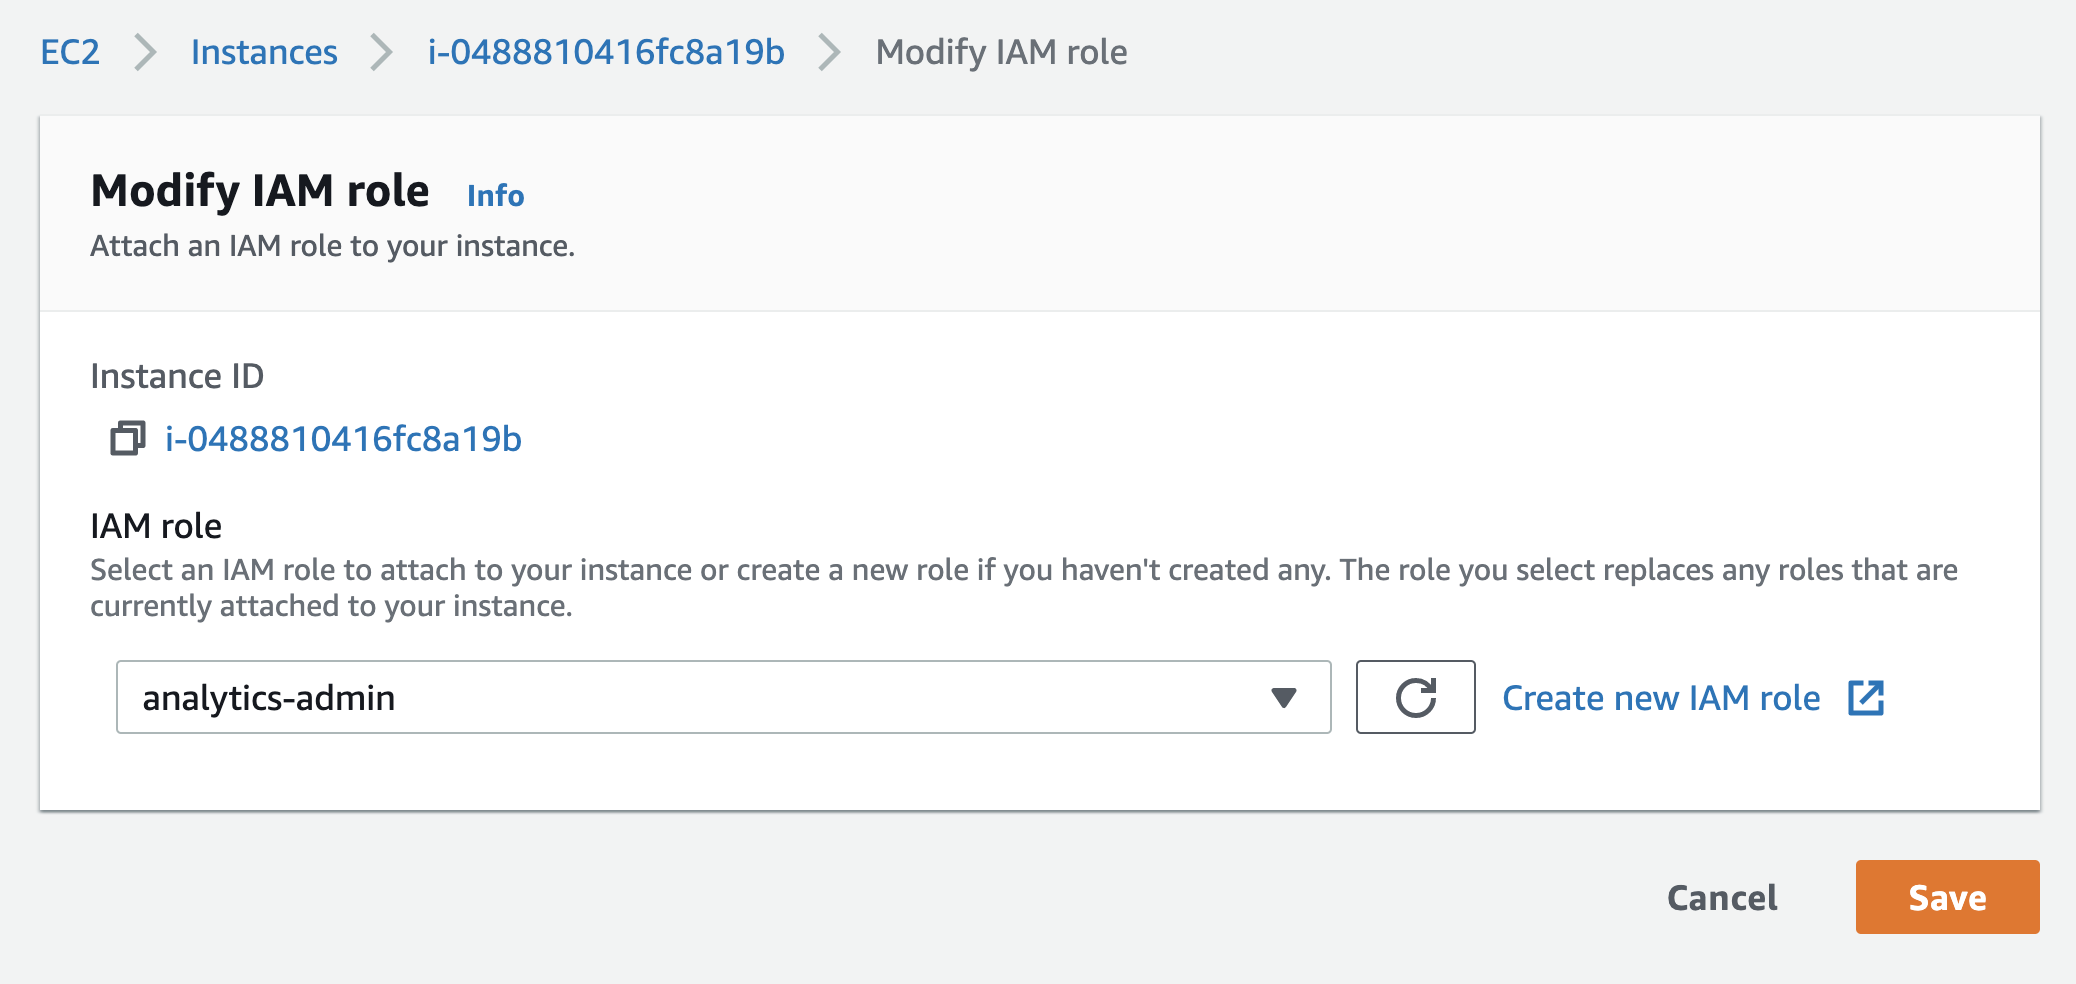 EC2 Instances i-0488810416fc8a19b Modify IAM role
Modify IAM role Info
Attach an IAM role to your instance.
Instance ID
i-0488810416fc8a19b
IAM role
Select an IAM role to attach to your instance or create a new role if you haven't created any. The role you select replaces any roles that are
currently attached to your instance.
analytics-admin Create new IAM role
Cancel Save